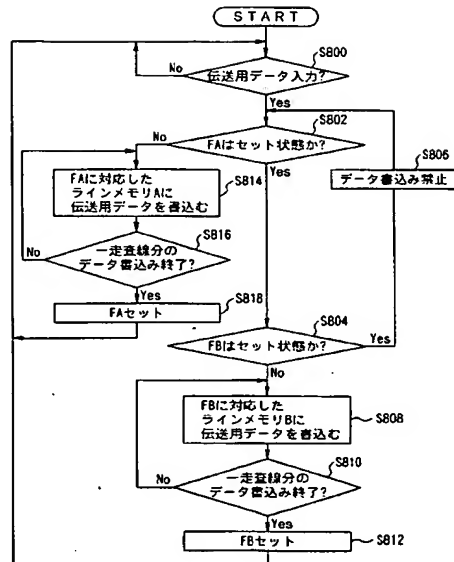 START
S800
No
伝送用データ入力?
Yes
S802
No
FAはセット状態か?
S806
データ書込み禁止
Yes
FAに対応した
ラインメモリAに
伝送用データを書込む
S814
S816
No
一走査線分の
データ書込み終了?
Yes
S818
FAセット
S804
FBはセット状態か?
Yes
No
FBに対応した
ラインメモリBに
伝送用データを書込む
S808
S810
No
一走査線分の
データ書込み終了?
Yes
FBセット
S812